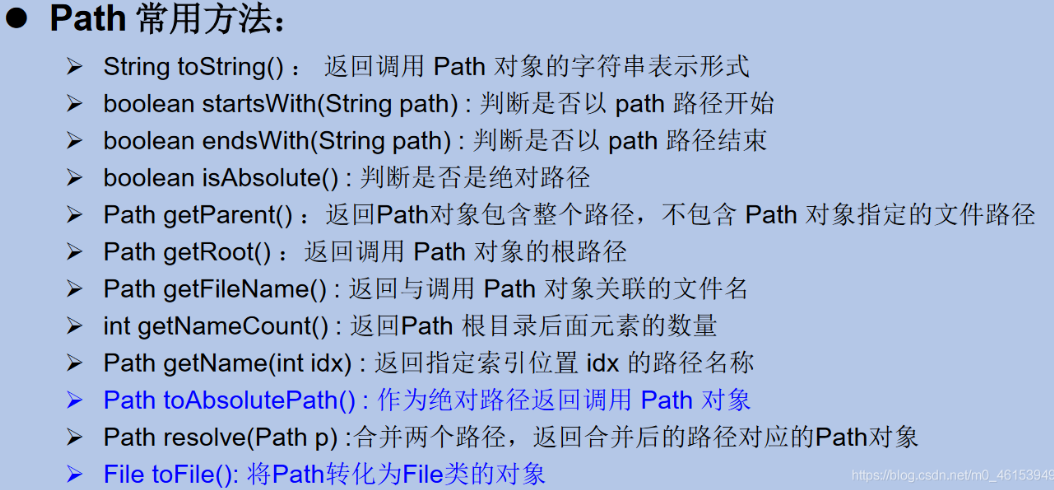 ● Path 常用方法：
➢ String toString() ： 返回调用 Path 对象的字符串表示形式
➢ boolean startsWith(String path) : 判断是否以 path 路径开始
➢ boolean endsWith(String path) : 判断是否以 path 路径结束
➢ boolean isAbsolute() : 判断是否是绝对路径
➢ Path getParent() ：返回Path对象包含整个路径，不包含 Path 对象指定的文件路径
➢ Path getRoot() ：返回调用 Path 对象的根路径
➢ Path getFileName() : 返回与调用 Path 对象关联的文件名
➢ int getNameCount() : 返回Path 根目录后面元素的数量
➢ Path getName(int idx) : 返回指定索引位置 idx 的路径名称
➢ Path toAbsolutePath() : 作为绝对路径返回调用 Path 对象
➢ Path resolve(Path p) :合并两个路径，返回合并后的路径对应的Path对象
➢ File toFile(): 将Path转化为File类的对象
https://blog.csdn.net/m0_46153949